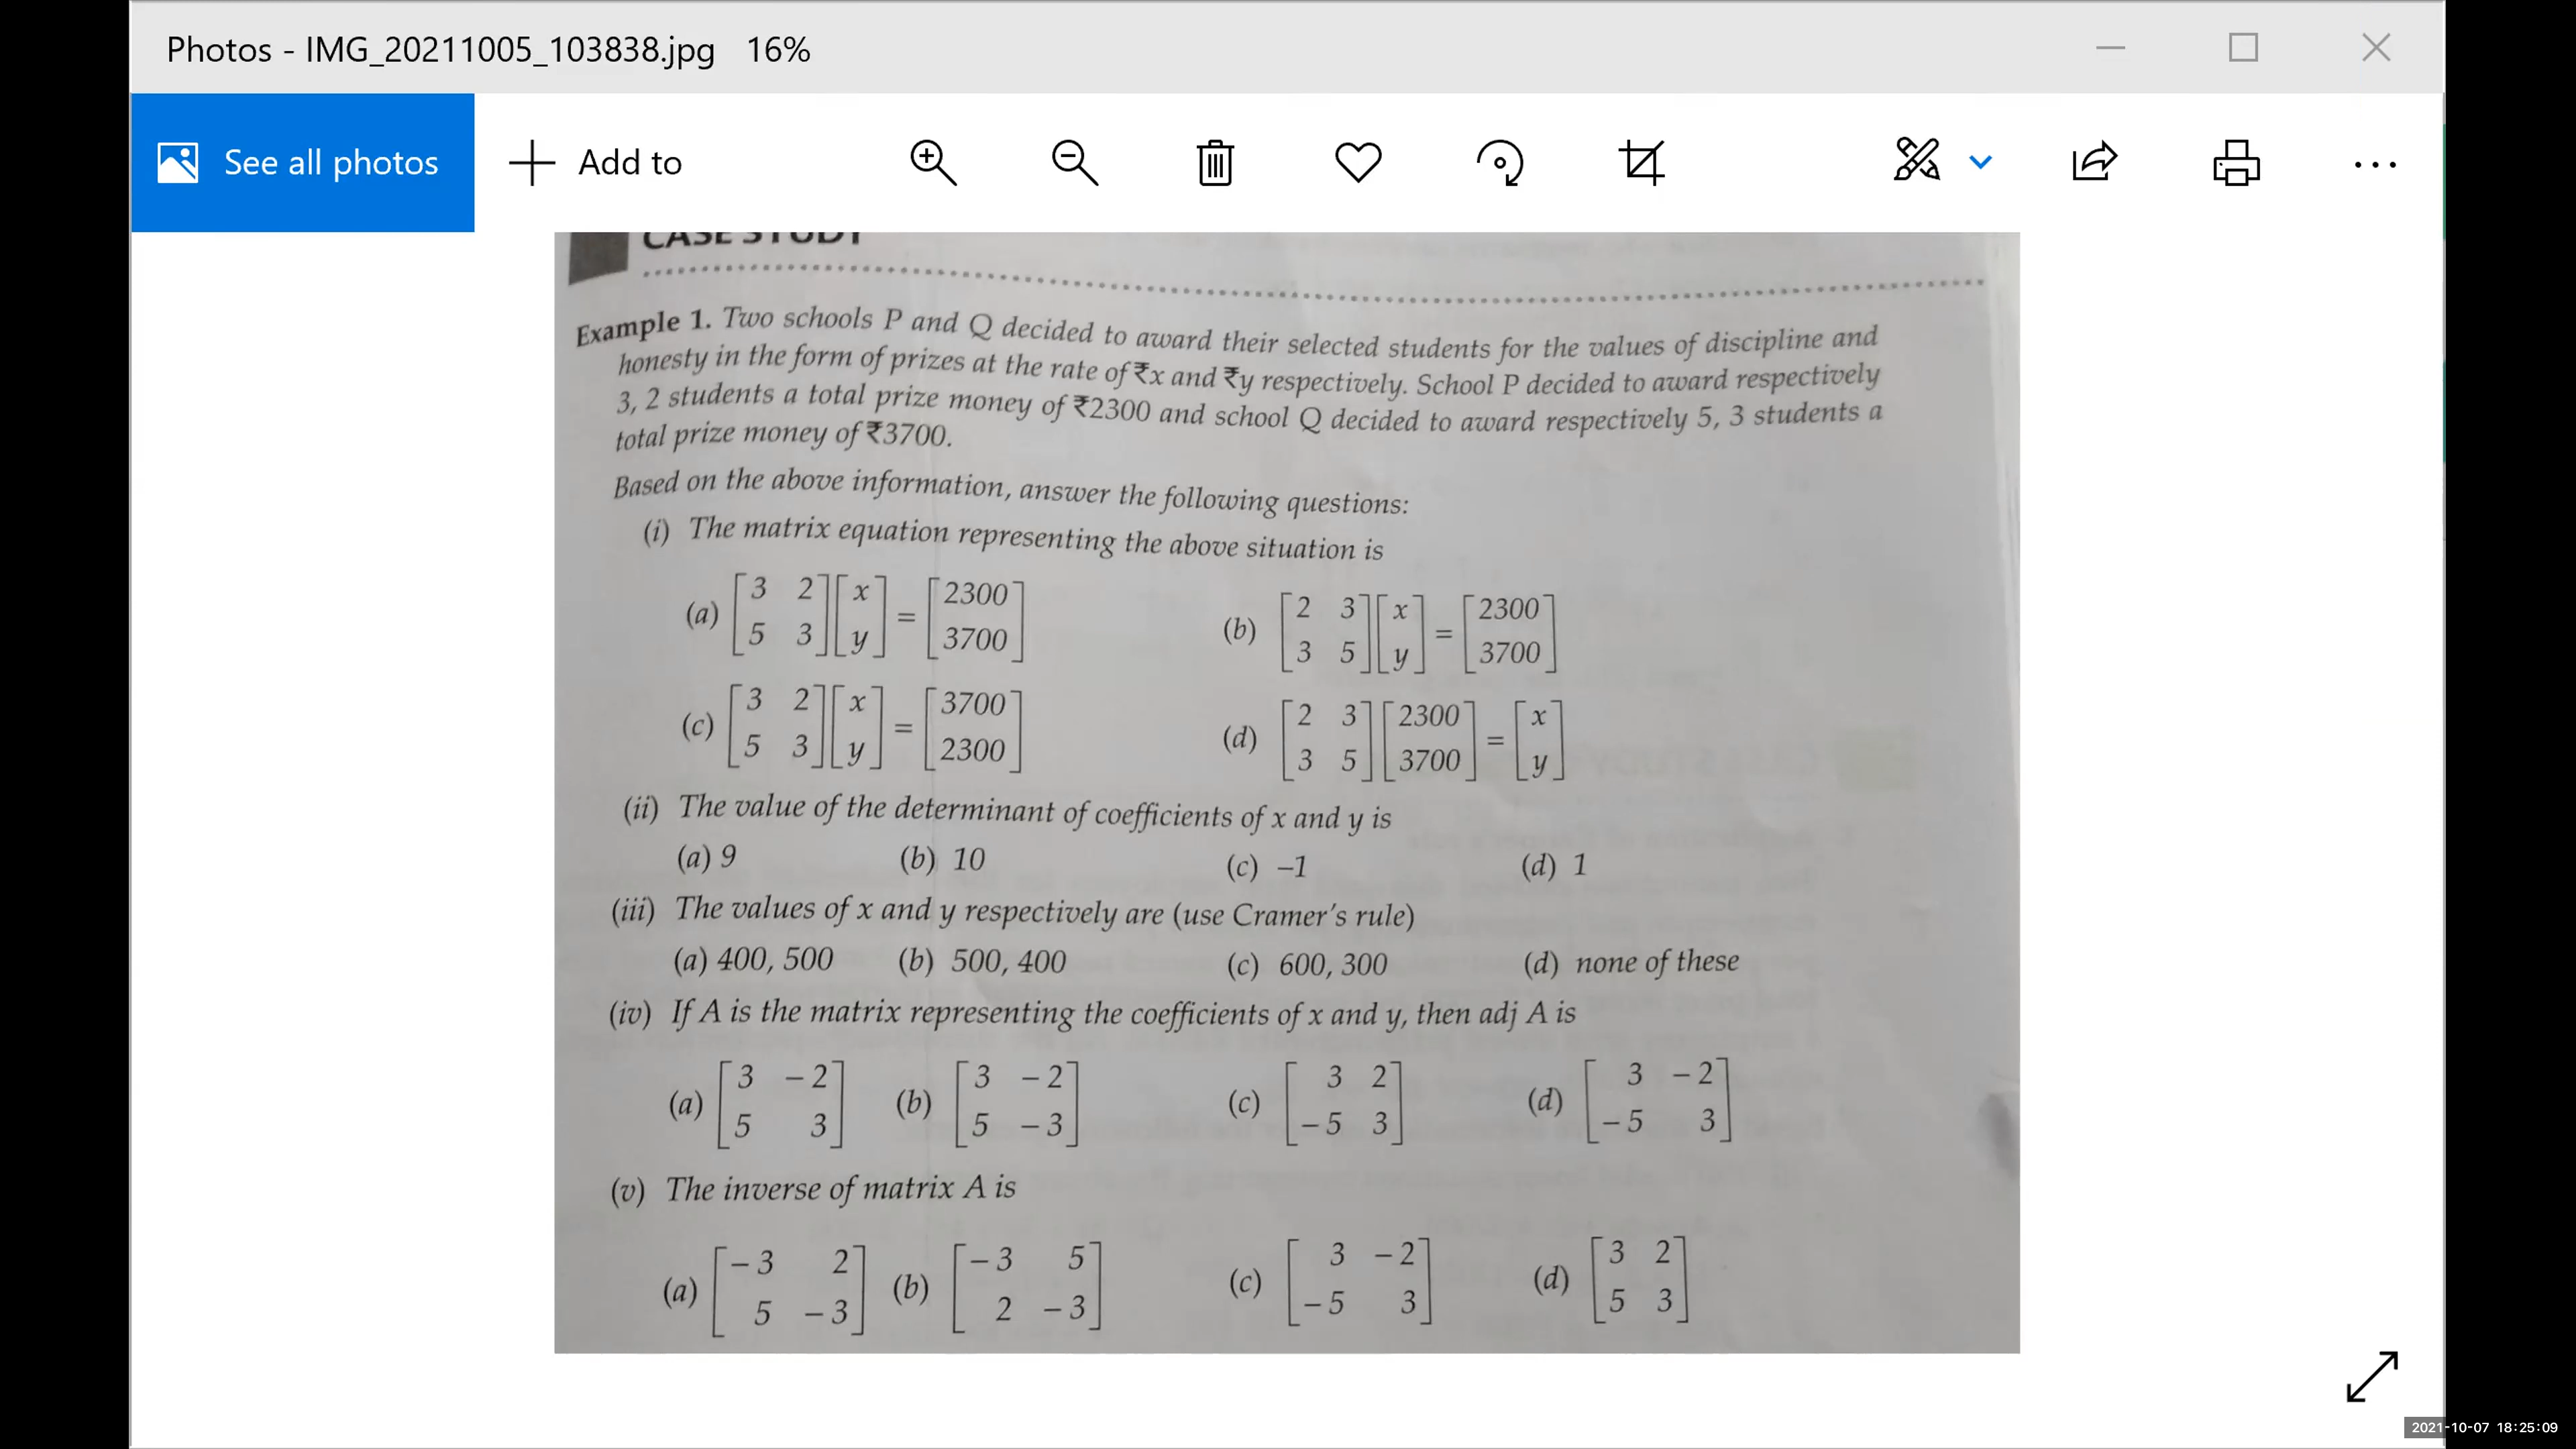 Photos - IMG_20211005_103838.jpg 16%
See all photos Add to
CASE STUDY
Example 1. Two schools P and Q decided to award their selected students for the values of discipline and
honesty in the form of prizes at the rate of ₹x and ₹y respectively. School P decided to award respectively
3, 2 students a total prize money of ₹2300 and school Q decided to award respectively 5, 3 students a
total prize money of ₹3700.
Based on the above information, answer the following questions:
(i) The matrix equation representing the above situation is
(a) [3 2] [x] = [2300] (b) [2 3] [x] = [2300]
[5 3] [y] [3700] [3 5] [y] [3700]
(c) [3 2] [x] = [3700] (d) [2 3] [2300] = [x]
[5 3] [y] [2300] [3 5] [3700] [y]
(ii) The value of the determinant of coefficients of x and y is
(a) 9 (b) 10 (c) –1 (d) 1
(iii) The values of x and y respectively are (use Cramer's rule)
(a) 400, 500 (b) 500, 400 (c) 600, 300 (d) none of these
(iv) If A is the matrix representing the coefficients of x and y, then adj A is
(a) [3 –2] (b) [3 –2] (c) [3 2] (d) [3 –2]
[5 3] [5 –3] [–5 3] [–5 3]
(v) The inverse of matrix A is
(a) [–3 2] (b) [–3 5] (c) [3 –2] (d) [3 2]
[5 –3] [2 –3] [–5 3] [5 3]
2021-10-07 18:25:09